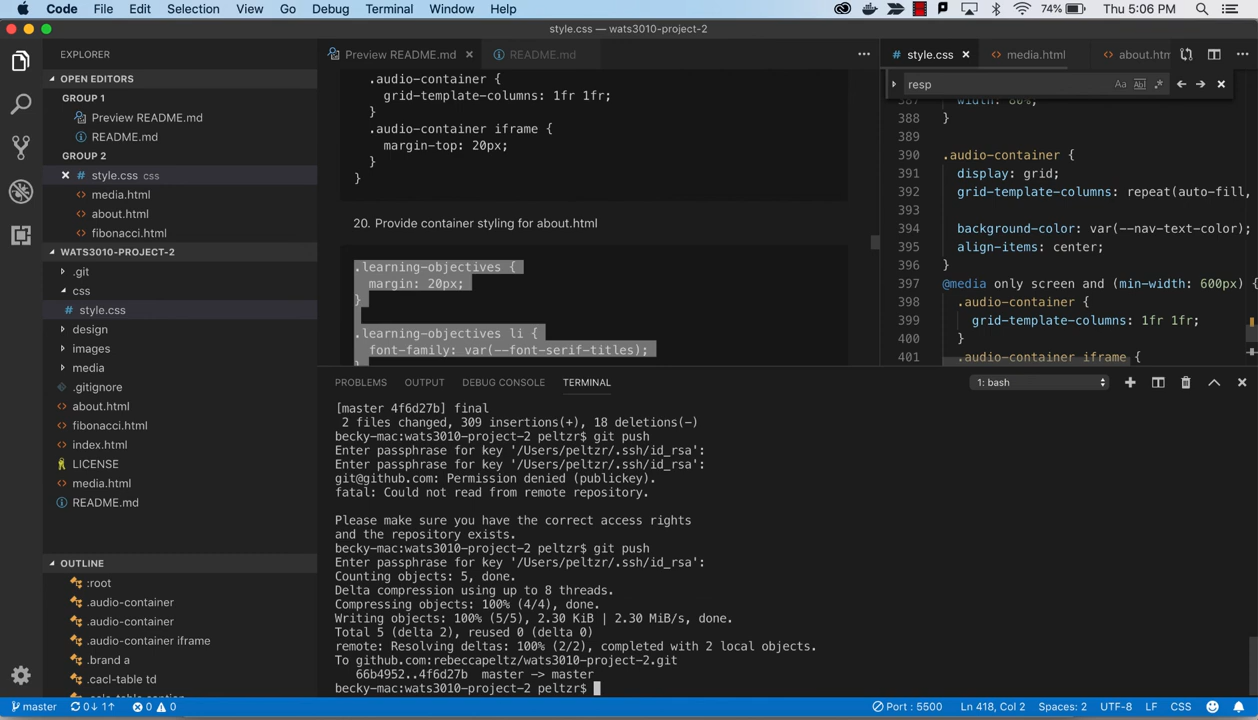 Code File Edit Selection View Go Debug Terminal Window Help 74% Thu 5:06 PM
style.css — wats3010-project-2
EXPLORER
OPEN EDITORS
GROUP 1
Preview README.md
README.md
GROUP 2
style.css css
media.html
about.html
fibonacci.html
WATS3010-PROJECT-2
.git
css
style.css
design
images
media
.gitignore
about.html
fibonacci.html
index.html
LICENSE
media.html
README.md
OUTLINE
:root
.audio-container
.audio-container
.audio-container iframe
.brand a
.cacl-table td
Preview README.md README.md
.audio-container {
grid-template-columns: 1fr 1fr;
}
.audio-container iframe {
margin-top: 20px;
}
}
20. Provide container styling for about.html
.learning-objectives {
margin: 20px;
}
.learning-objectives li {
font-family: var(--font-serif-titles);
style.css media.html about.htm
resp Aa Abl .*
387 width: 80%;
388 }
389
390 .audio-container {
391 display: grid;
392 grid-template-columns: repeat(auto-fill,
393
394 background-color: var(--nav-text-color);
395 align-items: center;
396 }
397 @media only screen and (min-width: 600px) {
398 .audio-container {
399 grid-template-columns: 1fr 1fr;
400 }
401 .audio-container iframe {
PROBLEMS OUTPUT DEBUG CONSOLE TERMINAL 1: bash
[master 4f6d27b] final
2 files changed, 309 insertions(+), 18 deletions(-)
becky-mac:wats3010-project-2 peltzr$ git push
Enter passphrase for key '/Users/peltzr/.ssh/id_rsa':
Enter passphrase for key '/Users/peltzr/.ssh/id_rsa':
git@github.com: Permission denied (publickey).
fatal: Could not read from remote repository.
Please make sure you have the correct access rights
and the repository exists.
becky-mac:wats3010-project-2 peltzr$ git push
Enter passphrase for key '/Users/peltzr/.ssh/id_rsa':
Counting objects: 5, done.
Delta compression using up to 8 threads.
Compressing objects: 100% (4/4), done.
Writing objects: 100% (5/5), 2.30 KiB | 2.30 MiB/s, done.
Total 5 (delta 2), reused 0 (delta 0)
remote: Resolving deltas: 100% (2/2), completed with 2 local objects.
To github.com:rebeccapeltz/wats3010-project-2.git
66b4952..4f6d27b master -> master
becky-mac:wats3010-project-2 peltzr$
master 0↓ 1↑ 0 0 Port : 5500 Ln 418, Col 2 Spaces: 2 UTF-8 LF CSS